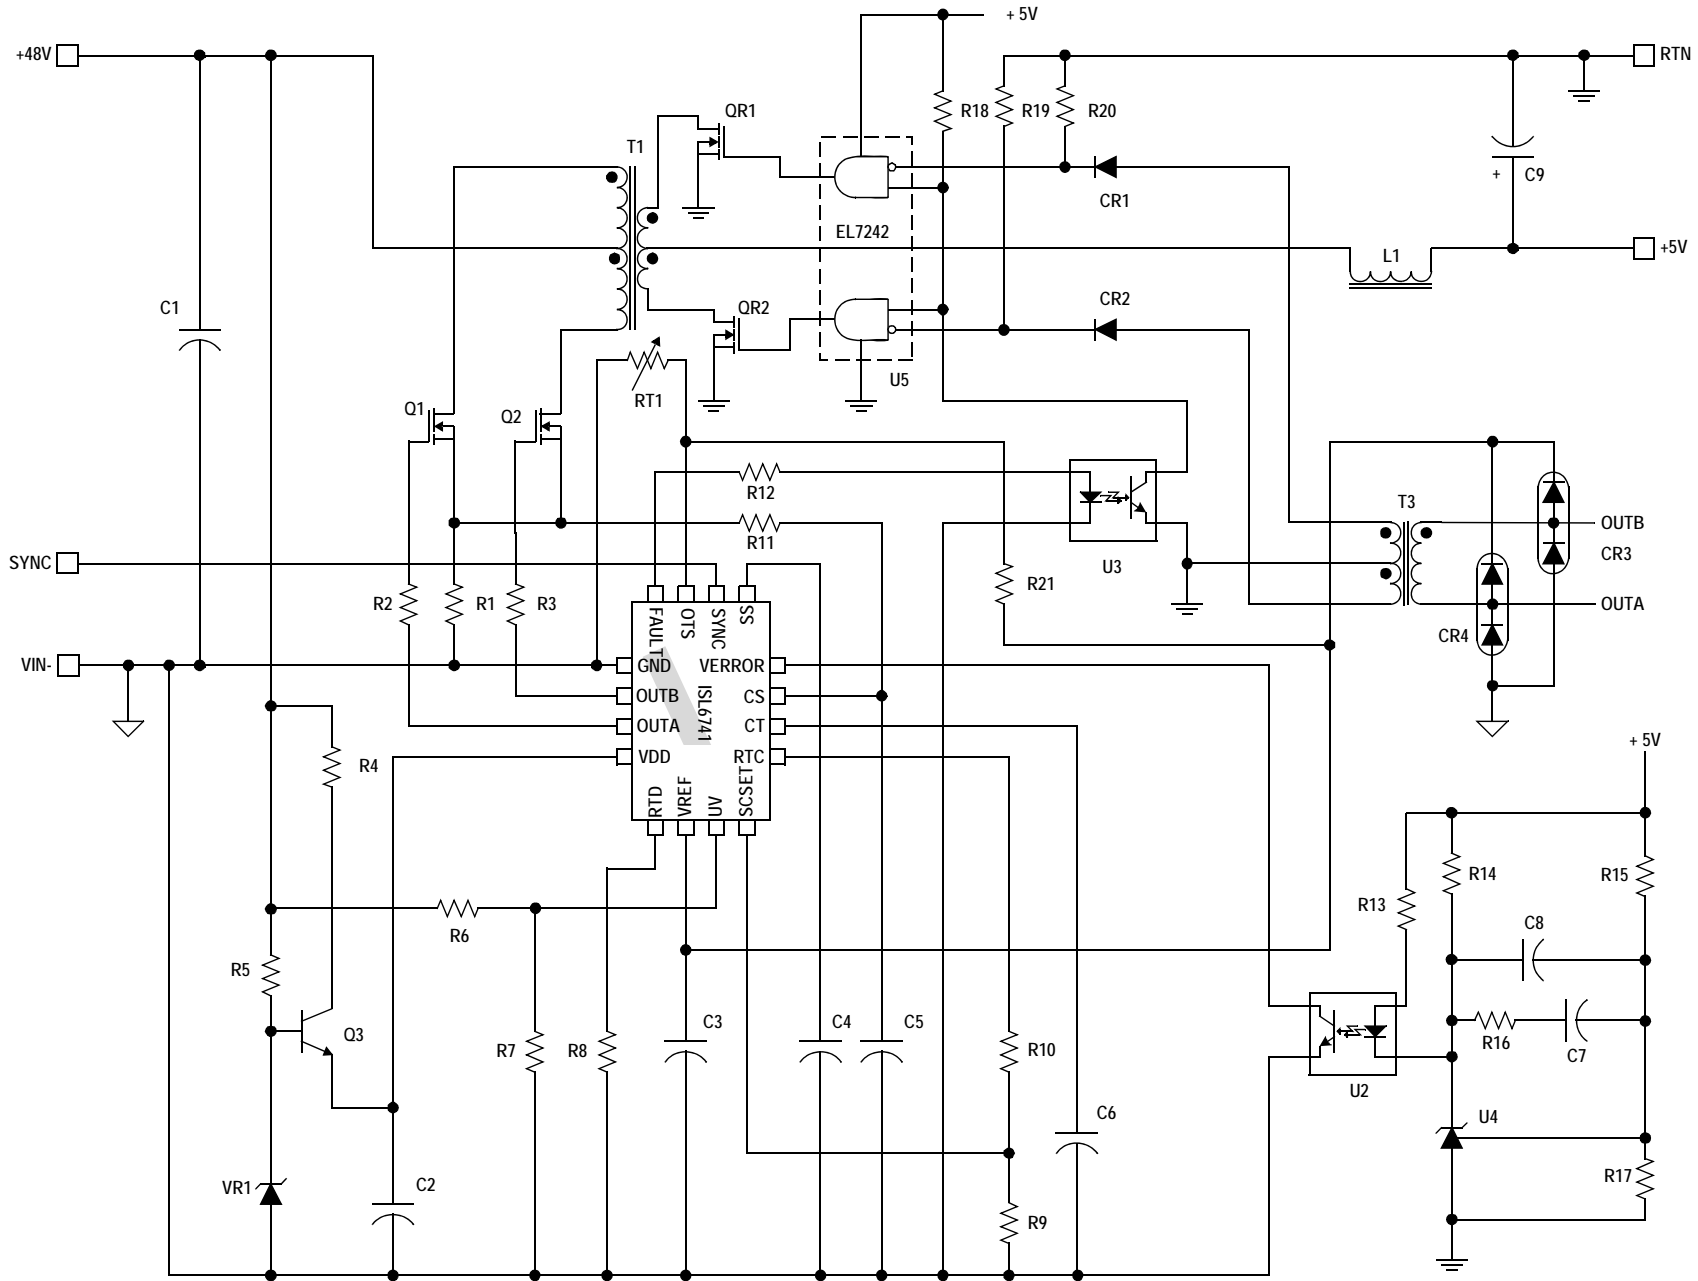 + 5V
+48V
RTN
QR1
R18
R19
R20
T1
C9
+
CR1
EL7242
+5V
L1
C1
QR2
CR2
U5
RT1
Q1
Q2
R12
T3
OUTB
R11
CR3
SYNC
U3
R21
R2
R1
R3
OUTA
CR4
FAULT
OTS
SYNC
SS
VIN-
GND
VERROR
OUTB
CS
ISL6741
OUTA
CT
VDD
RTC
RTD
VREF
UV
SCSET
+ 5V
R4
R14
R15
R13
R6
C8
R5
Q3
R7
R8
C3
C4
C5
R10
R16
C7
U2
C6
U4
VR1
C2
R17
R9